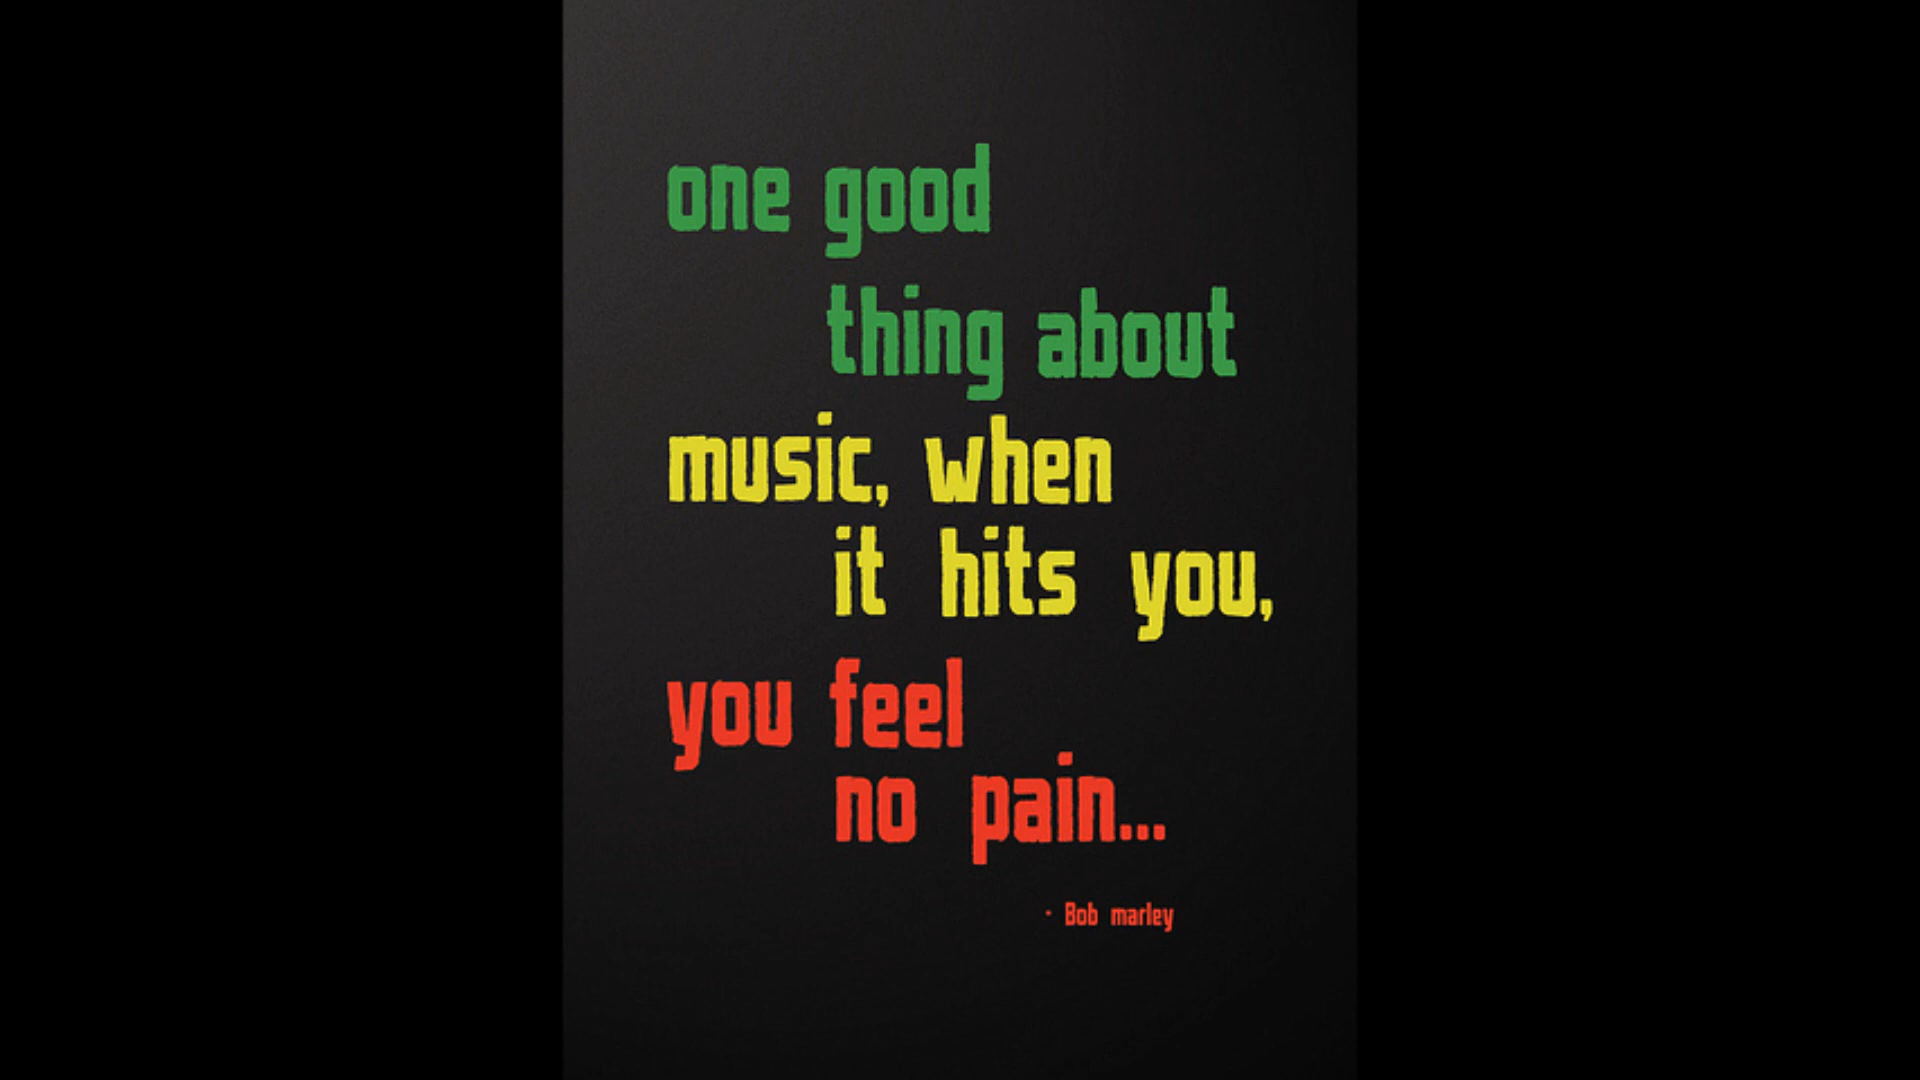 one good
thing about
music, when
it hits you,
you feel
no pain...
· Bob marley